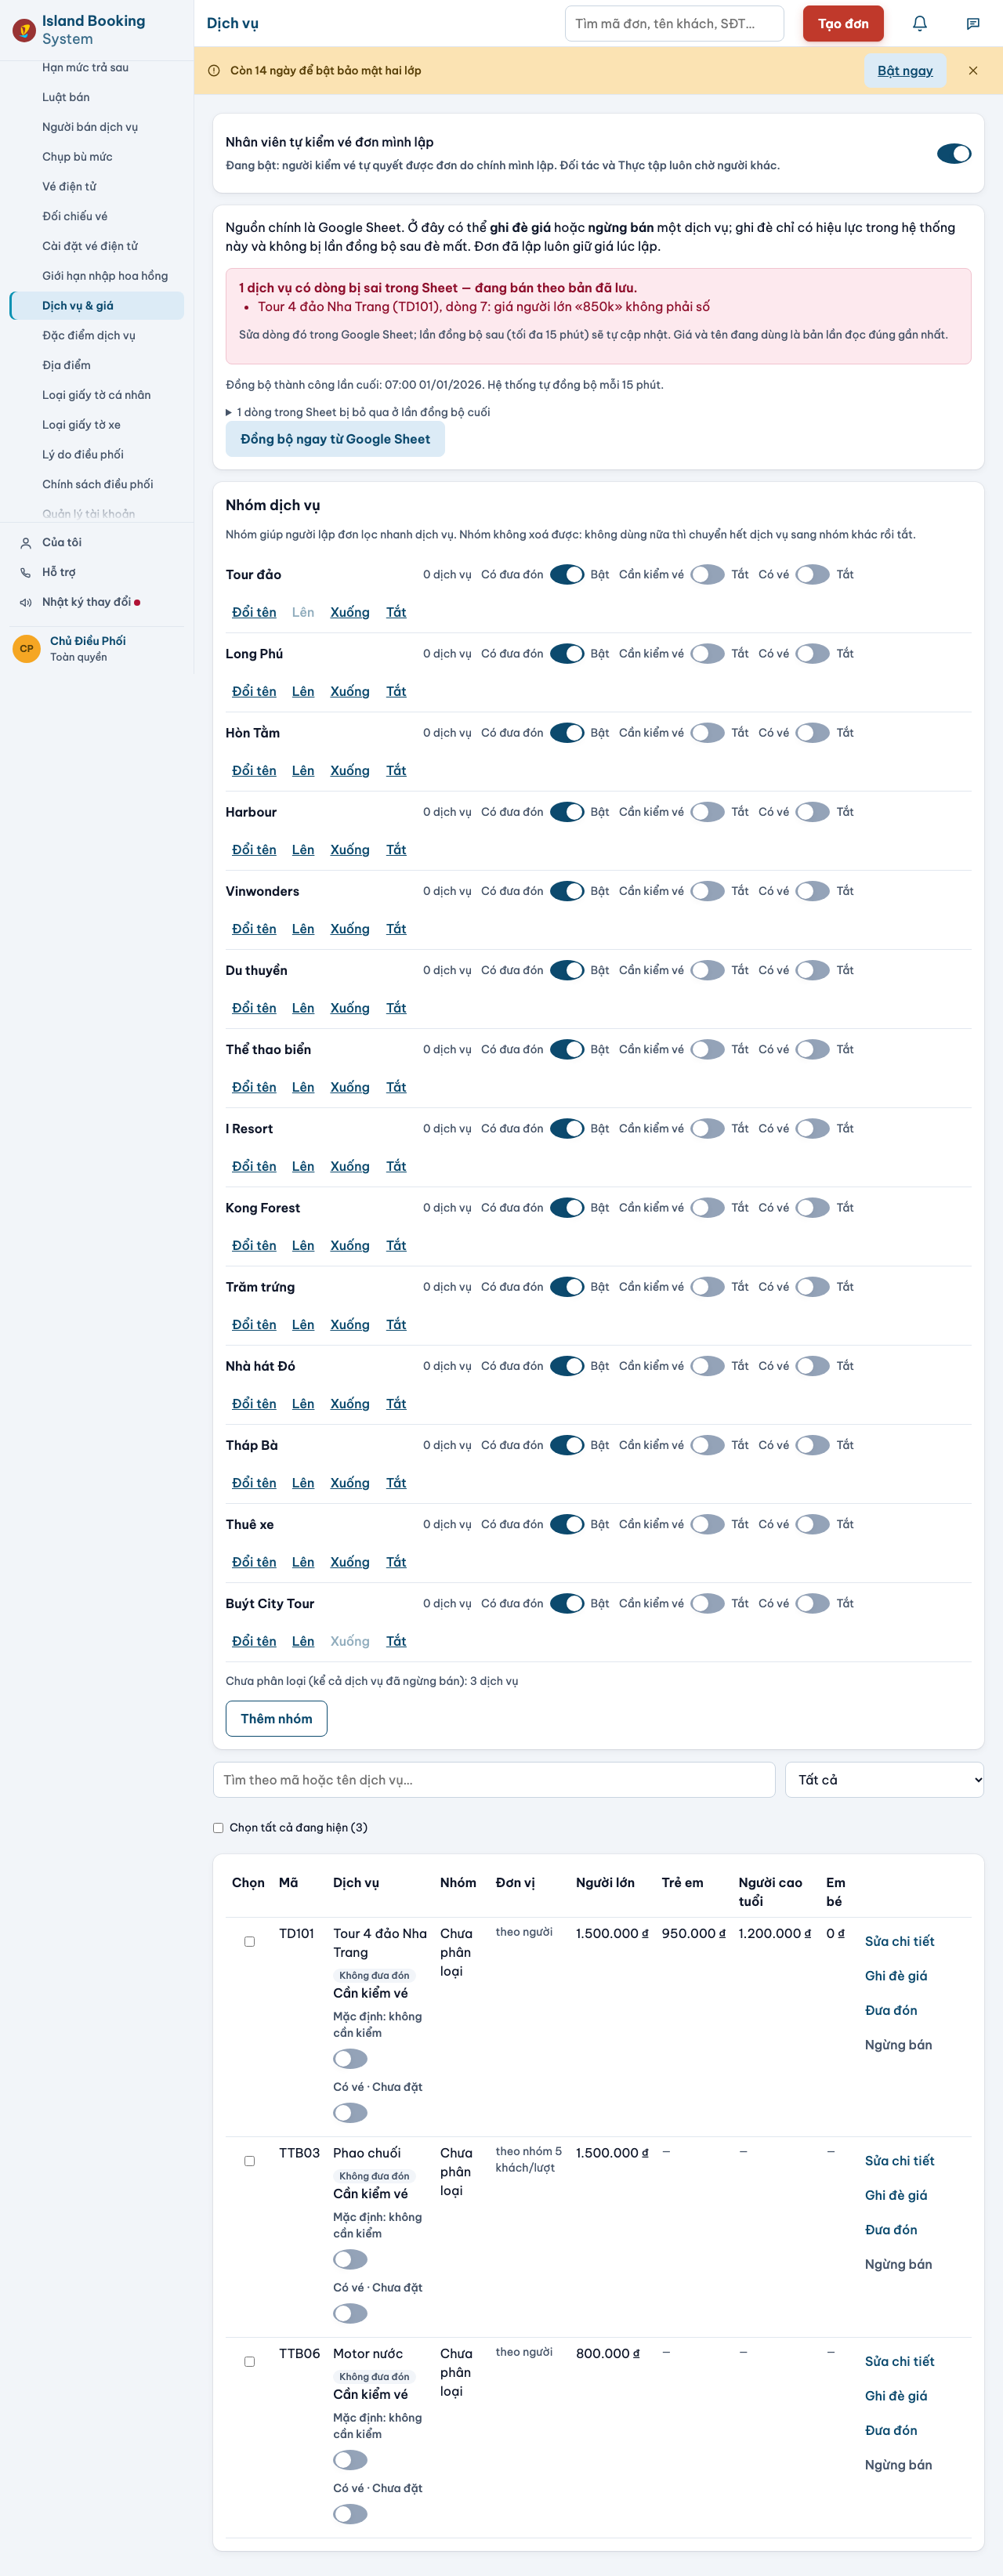 Island Booking
System
Dịch vụ
Tìm mã đơn, tên khách, SĐT...
Tạo đơn
Còn 14 ngày để bật bảo mật hai lớp
Bật ngay
Hạn mức trả sau
Luật bán
Người bán dịch vụ
Chụp bù mức
Vé điện tử
Đối chiếu vé
Cài đặt vé điện tử
Giới hạn nhập hoa hồng
Dịch vụ & giá
Đặc điểm dịch vụ
Địa điểm
Loại giấy tờ cá nhân
Loại giấy tờ xe
Lý do điều phối
Chính sách điều phối
Quản lý tài khoản
Của tôi
Hỗ trợ
Nhật ký thay đổi
CP
Chủ Điều Phối
Toàn quyền
Nhân viên tự kiểm vé đơn mình lập
Đang bật: người kiểm vé tự quyết được đơn do chính mình lập. Đối tác và Thực tập luôn chờ người khác.
Nguồn chính là Google Sheet. Ở đây có thể ghi đè giá hoặc ngừng bán một dịch vụ; ghi đè chỉ có hiệu lực trong hệ thống
này và không bị lần đồng bộ sau đè mất. Đơn đã lập luôn giữ giá lúc lập.
1 dịch vụ có dòng bị sai trong Sheet — đang bán theo bản đã lưu.
• Tour 4 đảo Nha Trang (TD101), dòng 7: giá người lớn «850k» không phải số
Sửa dòng đó trong Google Sheet; lần đồng bộ sau (tối đa 15 phút) sẽ tự cập nhật. Giá và tên đang dùng là bản lần đọc đúng gần nhất.
Đồng bộ thành công lần cuối: 07:00 01/01/2026. Hệ thống tự đồng bộ mỗi 15 phút.
1 dòng trong Sheet bị bỏ qua ở lần đồng bộ cuối
Đồng bộ ngay từ Google Sheet
Nhóm dịch vụ
Nhóm giúp người lập đơn lọc nhanh dịch vụ. Nhóm không xoá được: không dùng nữa thì chuyển hết dịch vụ sang nhóm khác rồi tắt.
Tour đảo 0 dịch vụ Có đưa đón Bật Cần kiểm vé Tắt Có vé Tắt
Đổi tên Lên Xuống Tắt
Long Phú 0 dịch vụ Có đưa đón Bật Cần kiểm vé Tắt Có vé Tắt
Đổi tên Lên Xuống Tắt
Hòn Tằm 0 dịch vụ Có đưa đón Bật Cần kiểm vé Tắt Có vé Tắt
Đổi tên Lên Xuống Tắt
Harbour 0 dịch vụ Có đưa đón Bật Cần kiểm vé Tắt Có vé Tắt
Đổi tên Lên Xuống Tắt
Vinwonders 0 dịch vụ Có đưa đón Bật Cần kiểm vé Tắt Có vé Tắt
Đổi tên Lên Xuống Tắt
Du thuyền 0 dịch vụ Có đưa đón Bật Cần kiểm vé Tắt Có vé Tắt
Đổi tên Lên Xuống Tắt
Thể thao biển 0 dịch vụ Có đưa đón Bật Cần kiểm vé Tắt Có vé Tắt
Đổi tên Lên Xuống Tắt
I Resort 0 dịch vụ Có đưa đón Bật Cần kiểm vé Tắt Có vé Tắt
Đổi tên Lên Xuống Tắt
Kong Forest 0 dịch vụ Có đưa đón Bật Cần kiểm vé Tắt Có vé Tắt
Đổi tên Lên Xuống Tắt
Trăm trứng 0 dịch vụ Có đưa đón Bật Cần kiểm vé Tắt Có vé Tắt
Đổi tên Lên Xuống Tắt
Nhà hát Đó 0 dịch vụ Có đưa đón Bật Cần kiểm vé Tắt Có vé Tắt
Đổi tên Lên Xuống Tắt
Tháp Bà 0 dịch vụ Có đưa đón Bật Cần kiểm vé Tắt Có vé Tắt
Đổi tên Lên Xuống Tắt
Thuê xe 0 dịch vụ Có đưa đón Bật Cần kiểm vé Tắt Có vé Tắt
Đổi tên Lên Xuống Tắt
Buýt City Tour 0 dịch vụ Có đưa đón Bật Cần kiểm vé Tắt Có vé Tắt
Đổi tên Lên Xuống Tắt
Chưa phân loại (kể cả dịch vụ đã ngừng bán): 3 dịch vụ
Thêm nhóm
Tìm theo mã hoặc tên dịch vụ...
Tất cả
Chọn tất cả đang hiện (3)
Chọn Mã Dịch vụ Nhóm Đơn vị Người lớn Trẻ em Người cao Em
tuổi bé
TD101 Tour 4 đảo Nha Chưa theo người 1.500.000 ₫ 950.000 ₫ 1.200.000 ₫ 0 ₫ Sửa chi tiết
Trang phân
loại
Không đưa đón Ghi đè giá
Cần kiểm vé
Mặc định: không Đưa đón
cần kiểm
Ngừng bán
Có vé · Chưa đặt
TTB03 Phao chuối Chưa theo nhóm 5 1.500.000 ₫ — — — Sửa chi tiết
phân khách/lượt
Không đưa đón loại
Cần kiểm vé Ghi đè giá
Mặc định: không Đưa đón
cần kiểm
Ngừng bán
Có vé · Chưa đặt
TTB06 Motor nước Chưa theo người 800.000 ₫ — — — Sửa chi tiết
phân
Không đưa đón loại
Cần kiểm vé Ghi đè giá
Mặc định: không Đưa đón
cần kiểm
Ngừng bán
Có vé · Chưa đặt